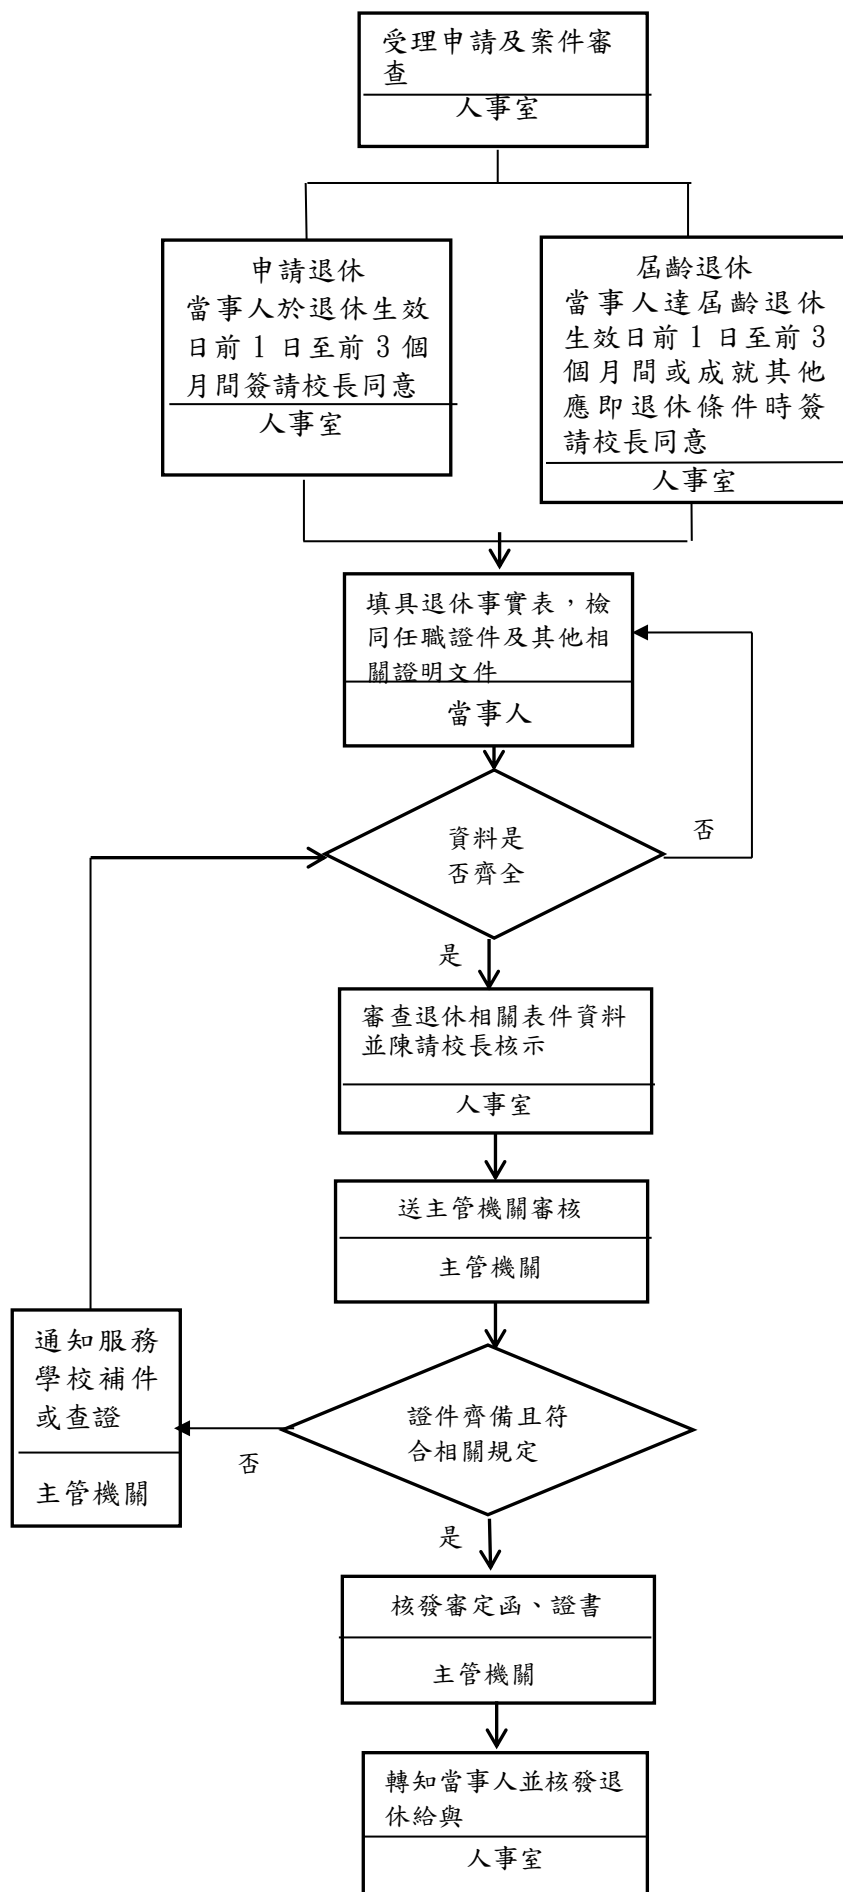 受理申請及案件審
查
人事室
申請退休
當事人於退休生效
日前 1 日至前 3 個
月間簽請校長同意
人事室
屆齡退休
當事人達屆齡退休
生效日前 1 日至前 3
個月間或成就其他
應即退休條件時簽
請校長同意
人事室
填具退休事實表，檢
同任職證件及其他相
關證明文件
當事人
資料是
否齊全
否
是
審查退休相關表件資料
並陳請校長核示
人事室
送主管機關審核
主管機關
通知服務
學校補件
或查證
主管機關
證件齊備且符
合相關規定
否
是
核發審定函、證書
主管機關
轉知當事人並核發退
休給與
人事室